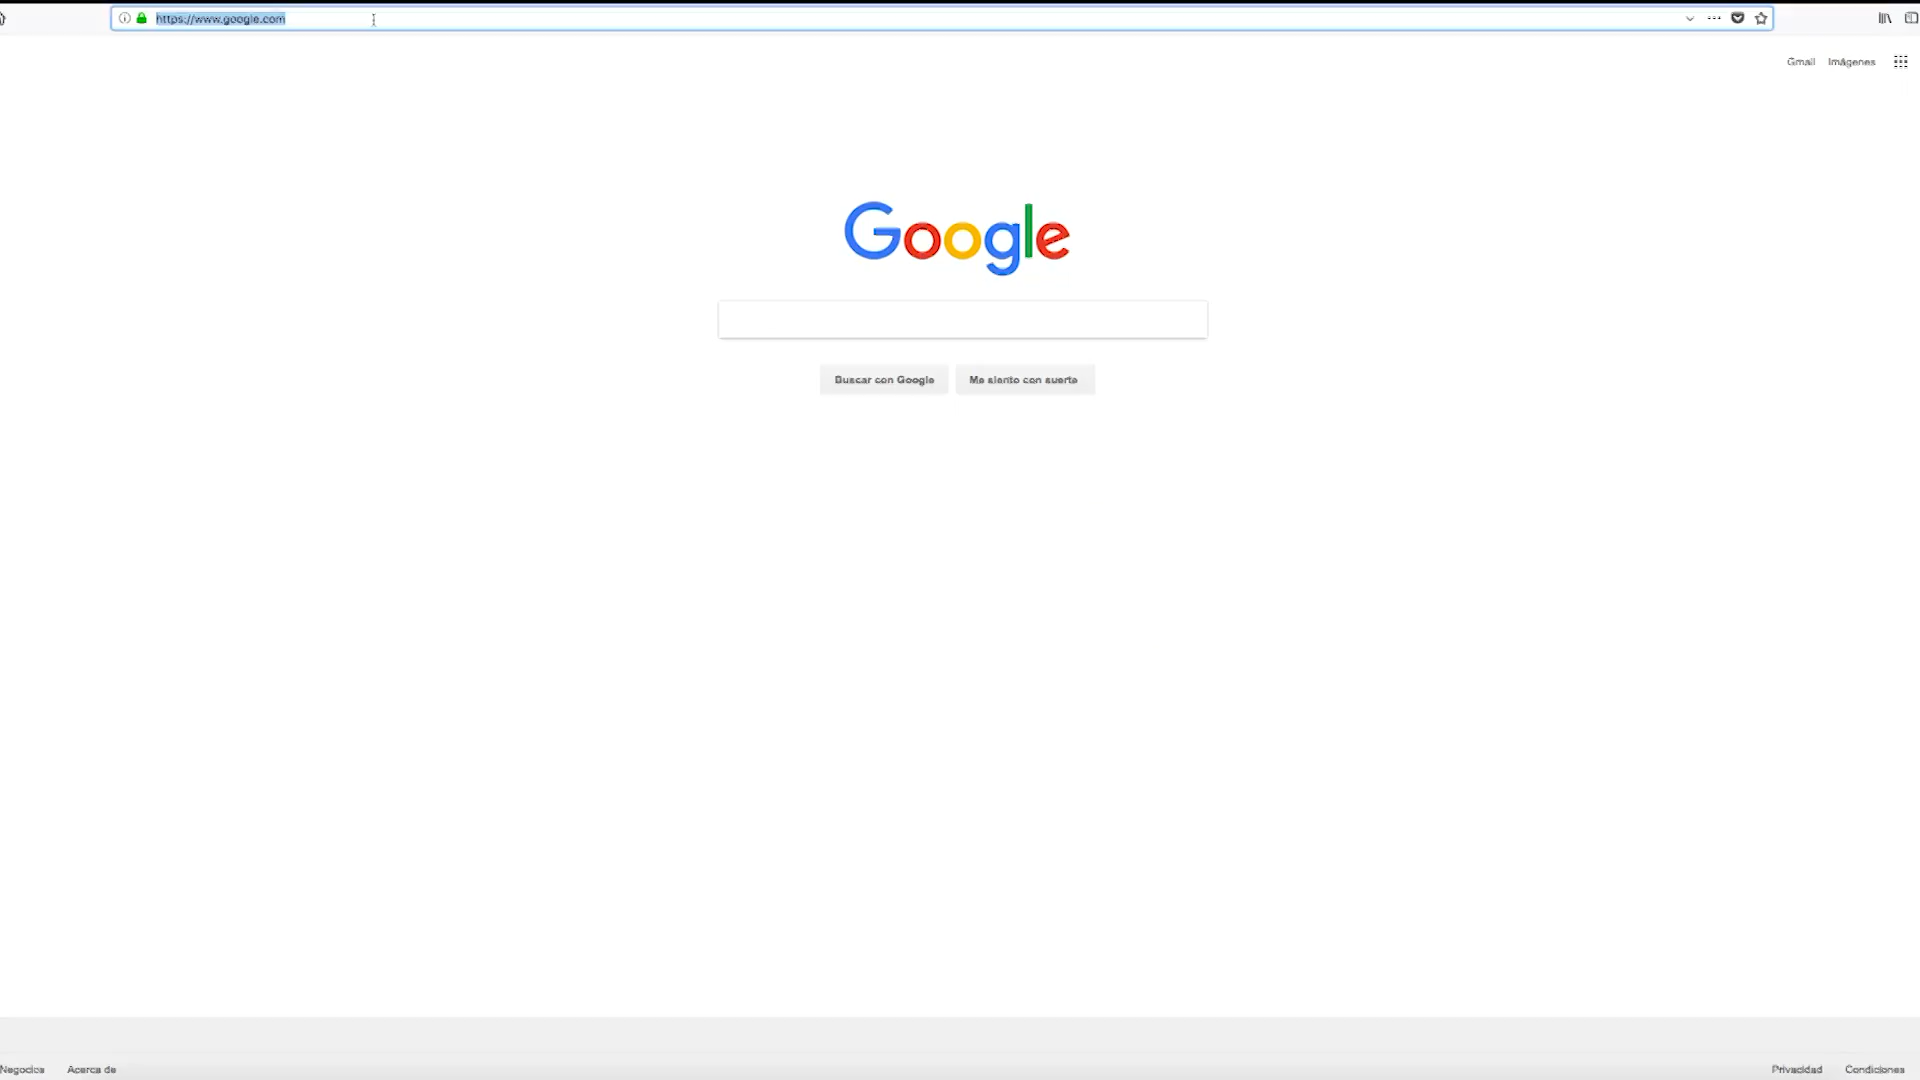 https://www.google.com
Gmail Imágenes
Google
Buscar con Google Me siento con suerte
Negocios Acerca de Privacidad Condiciones